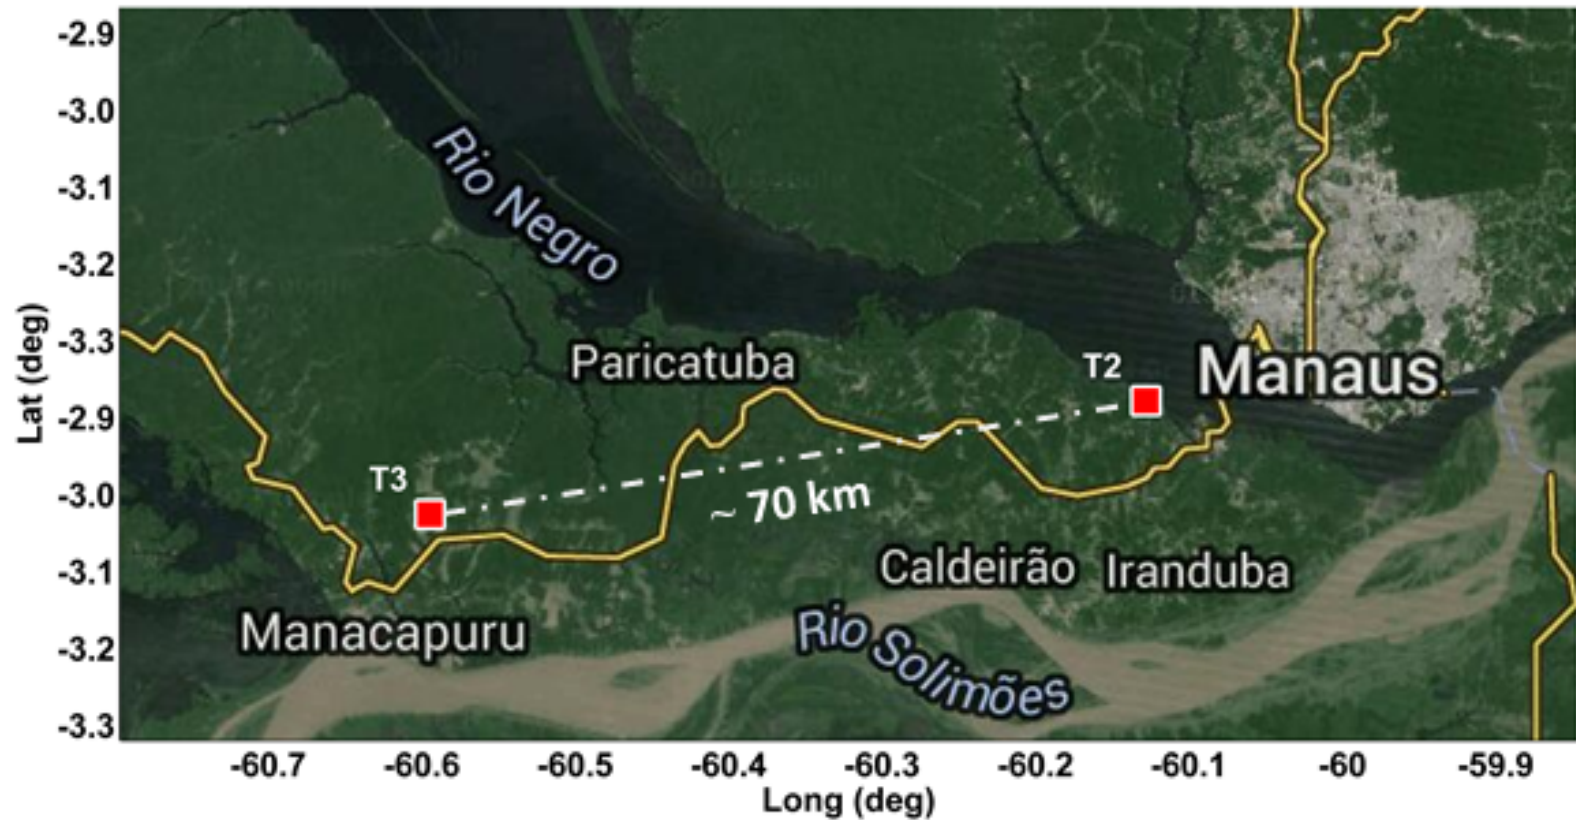 -2.9
-3.0
-3.1
-3.2
-3.3
-2.9
-3.0
-3.1
-3.2
-3.3
Lat (deg)
Rio Negro
Paricatuba
T2
Manaus
T3
~ 70 km
Caldeirão
Iranduba
Manacapuru
Rio Solimões
-60.7
-60.6
-60.5
-60.4
-60.3
-60.2
-60.1
-60
-59.9
Long (deg)